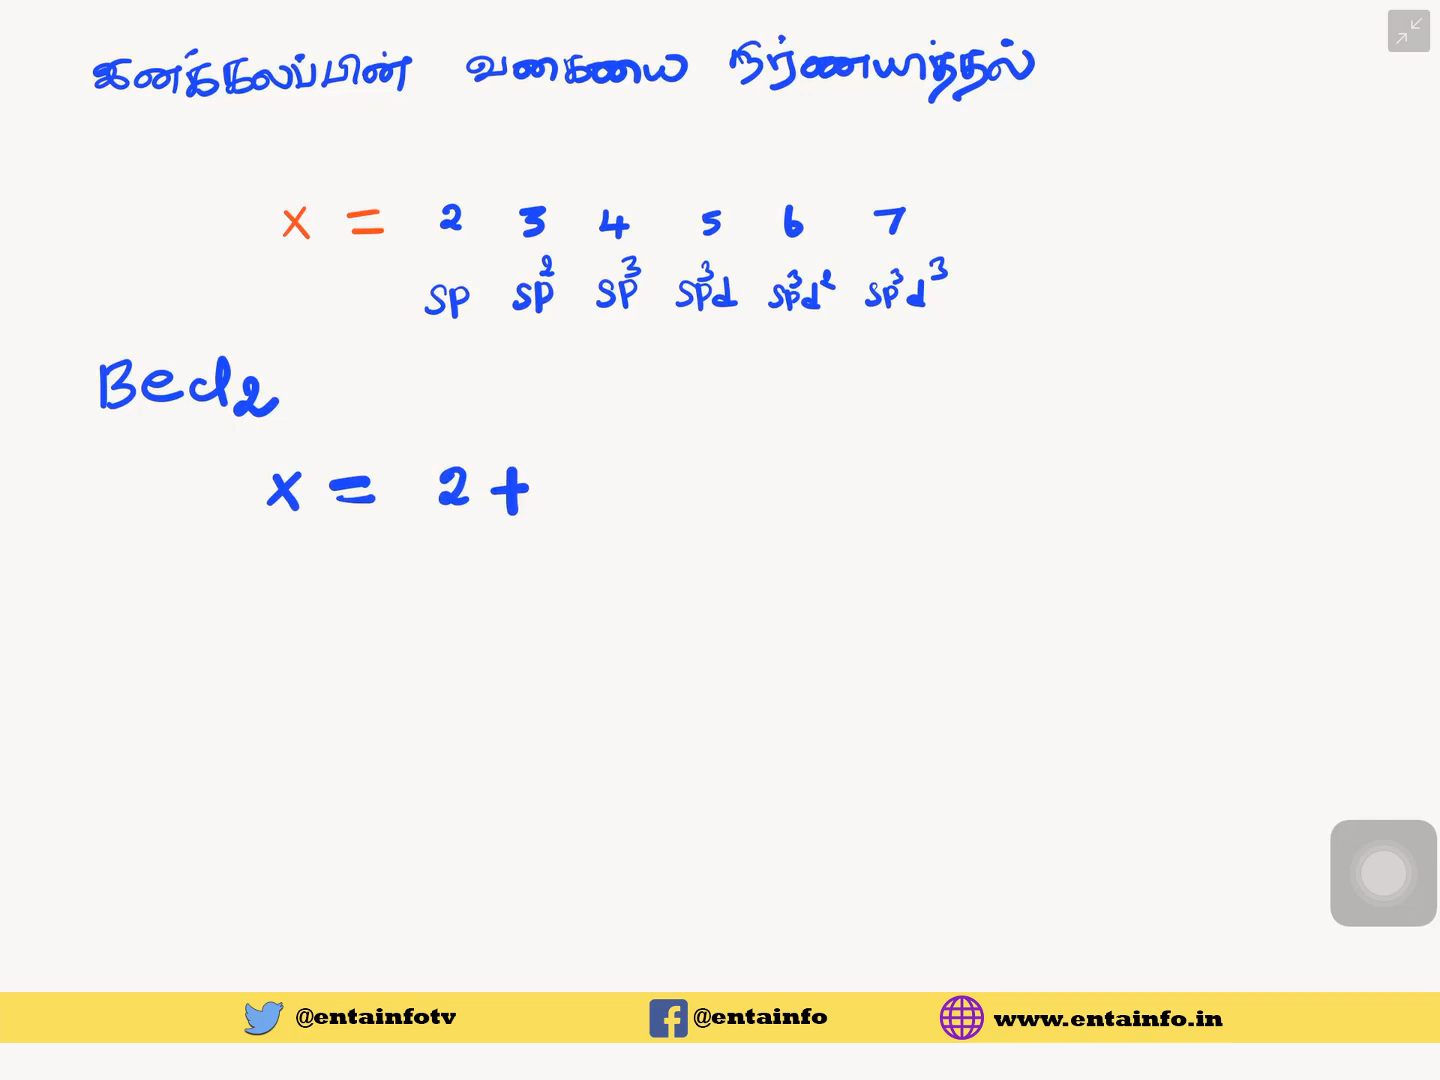 இனக்கலப்பின் வகையை நிர்ணயித்தல்
x = 2 3 4 5 6 7
sp sp² sp³ sp³d sp³d² sp³d³
Becl₂
x = 2 +
@entainfotv @entainfo www.entainfo.in